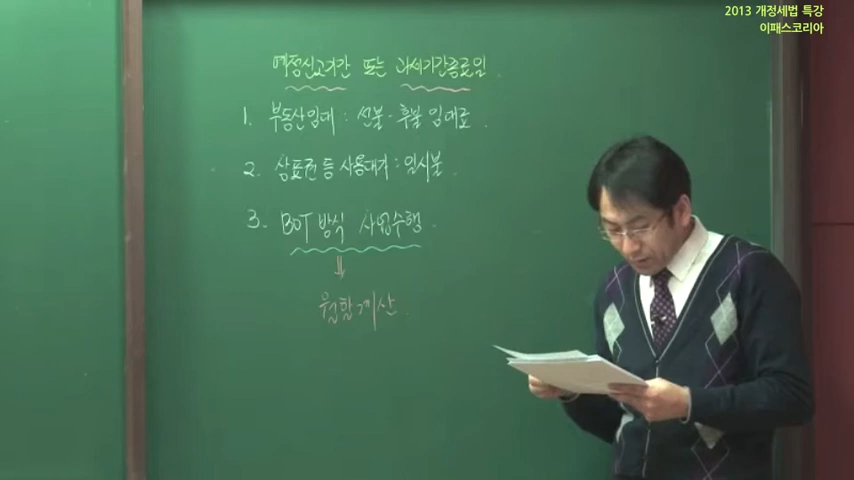 2013 개정세법 특강
이패스코리아
예정신고기간 또는 과세기간종료일.
1. 부동산임대 : 선불·후불 임대료.
2. 상표권 등 사용대가 : 일시불.
3. BOT 방식 사업수행.
⇓
월할계산.